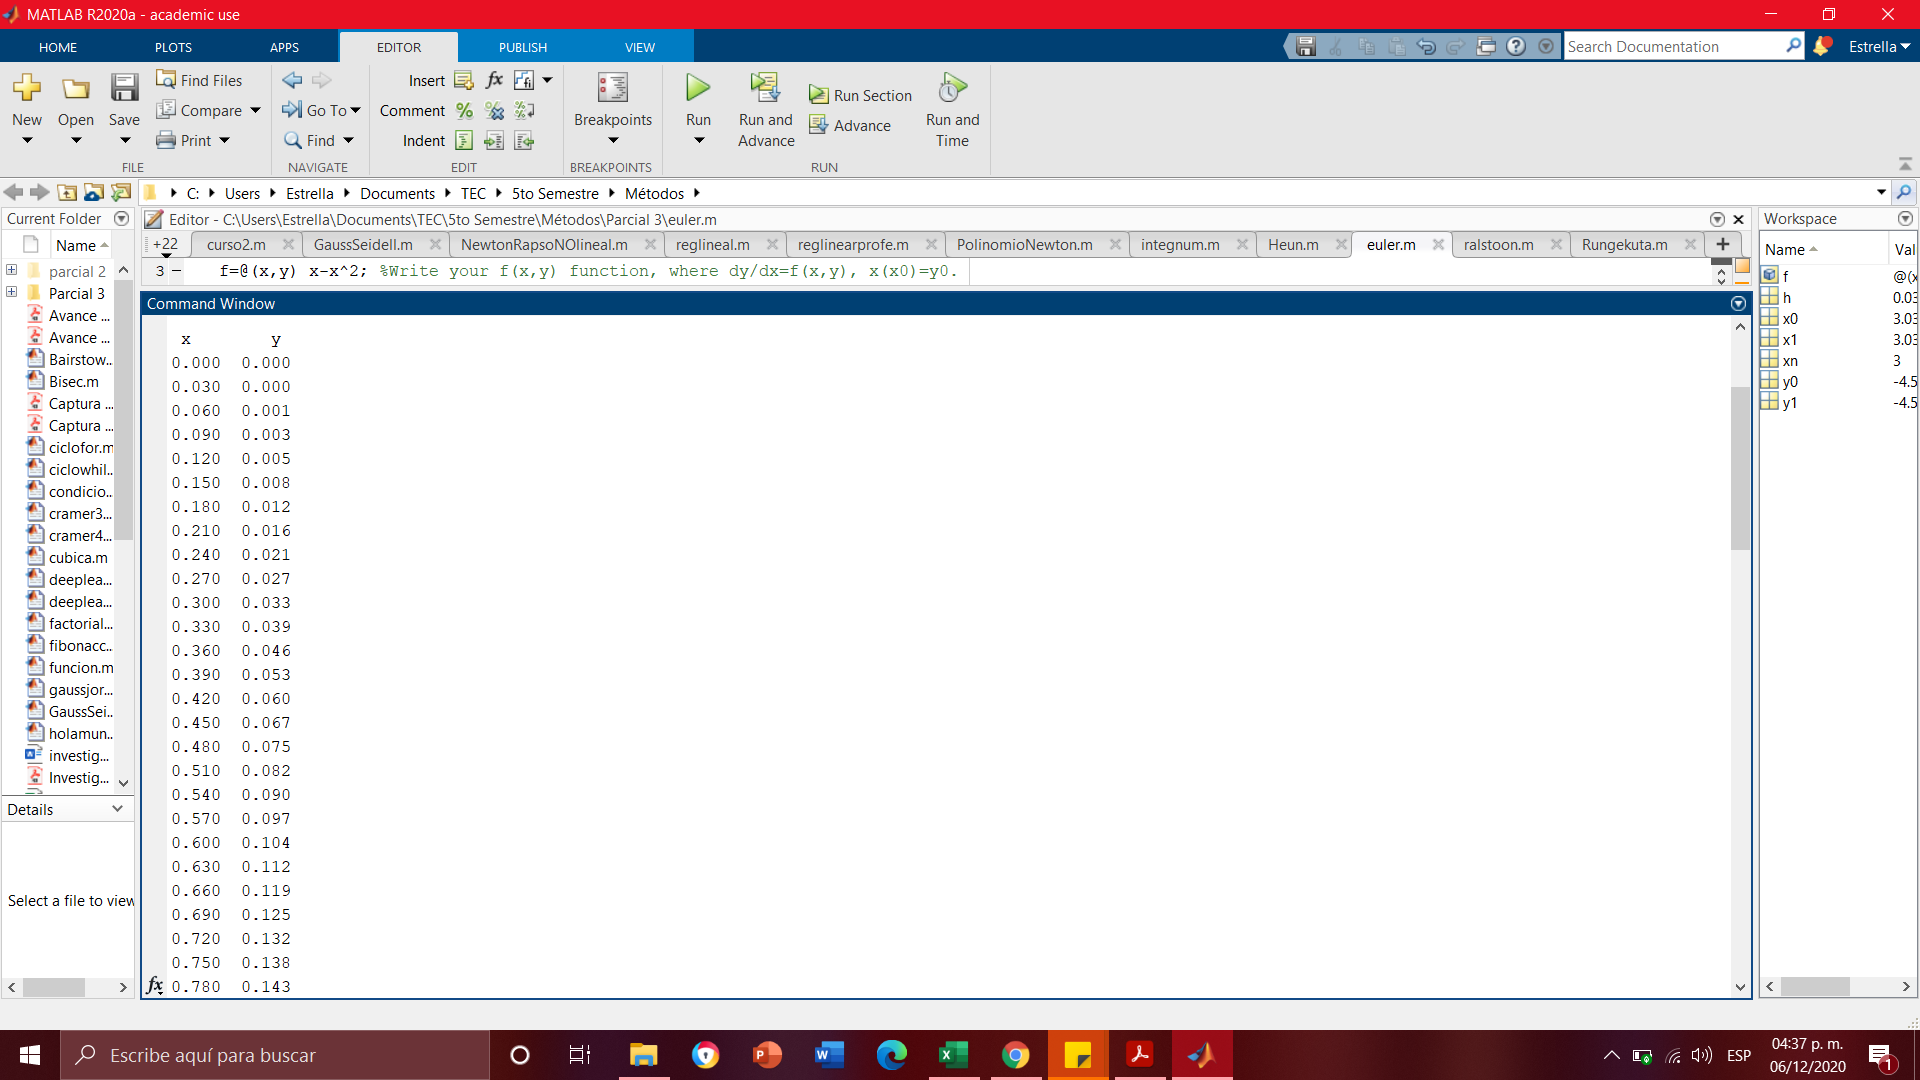 MATLAB R2020a - academic use
HOME PLOTS APPS EDITOR PUBLISH VIEW
Search Documentation
Estrella
New
Open
Save
Find Files
Compare
Print
FILE
Go To
Find
NAVIGATE
Insert
fx
Comment
Indent
EDIT
Breakpoints
BREAKPOINTS
Run
Run and Advance
Run Section
Advance
Run and Time
RUN
C: Users Estrella Documents TEC 5to Semestre Métodos
Current Folder
Name
parcial 2
Parcial 3
Avance ...
Avance ...
Bairstow...
Bisec.m
Captura ...
Captura ...
ciclofor.m
ciclowhil...
condicio...
cramer3...
cramer4...
cubica.m
deeplea...
deeplea...
factorial...
fibonacc...
funcion.m
gaussjor...
GaussSei...
holamun...
investig...
Investig...
Details
Select a file to view
Editor - C:\Users\Estrella\Documents\TEC\5to Semestre\Métodos\Parcial 3\euler.m
+22 curso2.m GaussSeidell.m NewtonRapsoNOlineal.m reglineal.m reglinearprofe.m PolinomioNewton.m integnum.m Heun.m euler.m ralstoon.m Rungekuta.m
3 – f=@(x,y) x-x^2; %Write your f(x,y) function, where dy/dx=f(x,y), x(x0)=y0.
Command Window
x y
0.000 0.000
0.030 0.000
0.060 0.001
0.090 0.003
0.120 0.005
0.150 0.008
0.180 0.012
0.210 0.016
0.240 0.021
0.270 0.027
0.300 0.033
0.330 0.039
0.360 0.046
0.390 0.053
0.420 0.060
0.450 0.067
0.480 0.075
0.510 0.082
0.540 0.090
0.570 0.097
0.600 0.104
0.630 0.112
0.660 0.119
0.690 0.125
0.720 0.132
0.750 0.138
0.780 0.143
fx
Workspace
Name Val
f @(x
h 0.03
x0 3.03
x1 3.03
xn 3
y0 -4.5
y1 -4.5
Escribe aquí para buscar
ESP
04:37 p. m.
06/12/2020
1